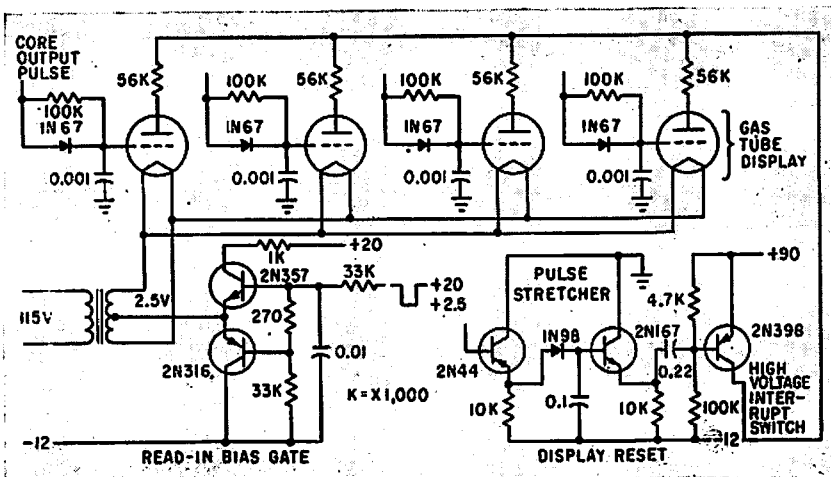 CORE
OUTPUT
PULSE
56K
100K
56K
100K
56K
100K
56K
100K
1N67
1N67
1N67
1N67
GAS
TUBE
DISPLAY
0.001
0.001
0.001
0.001
1K
+20
2N357
33K
+20
+2.5
2.5V
115V
270
2N316
0.01
33K
K = X1,000
-12
READ-IN BIAS GATE
PULSE
STRETCHER
+90
4.7K
1N98
2N167
2N398
2N44
0.22
0.1
10K
10K
100K
HIGH
VOLTAGE
INTER-
RUPT
SWITCH
-12
DISPLAY RESET